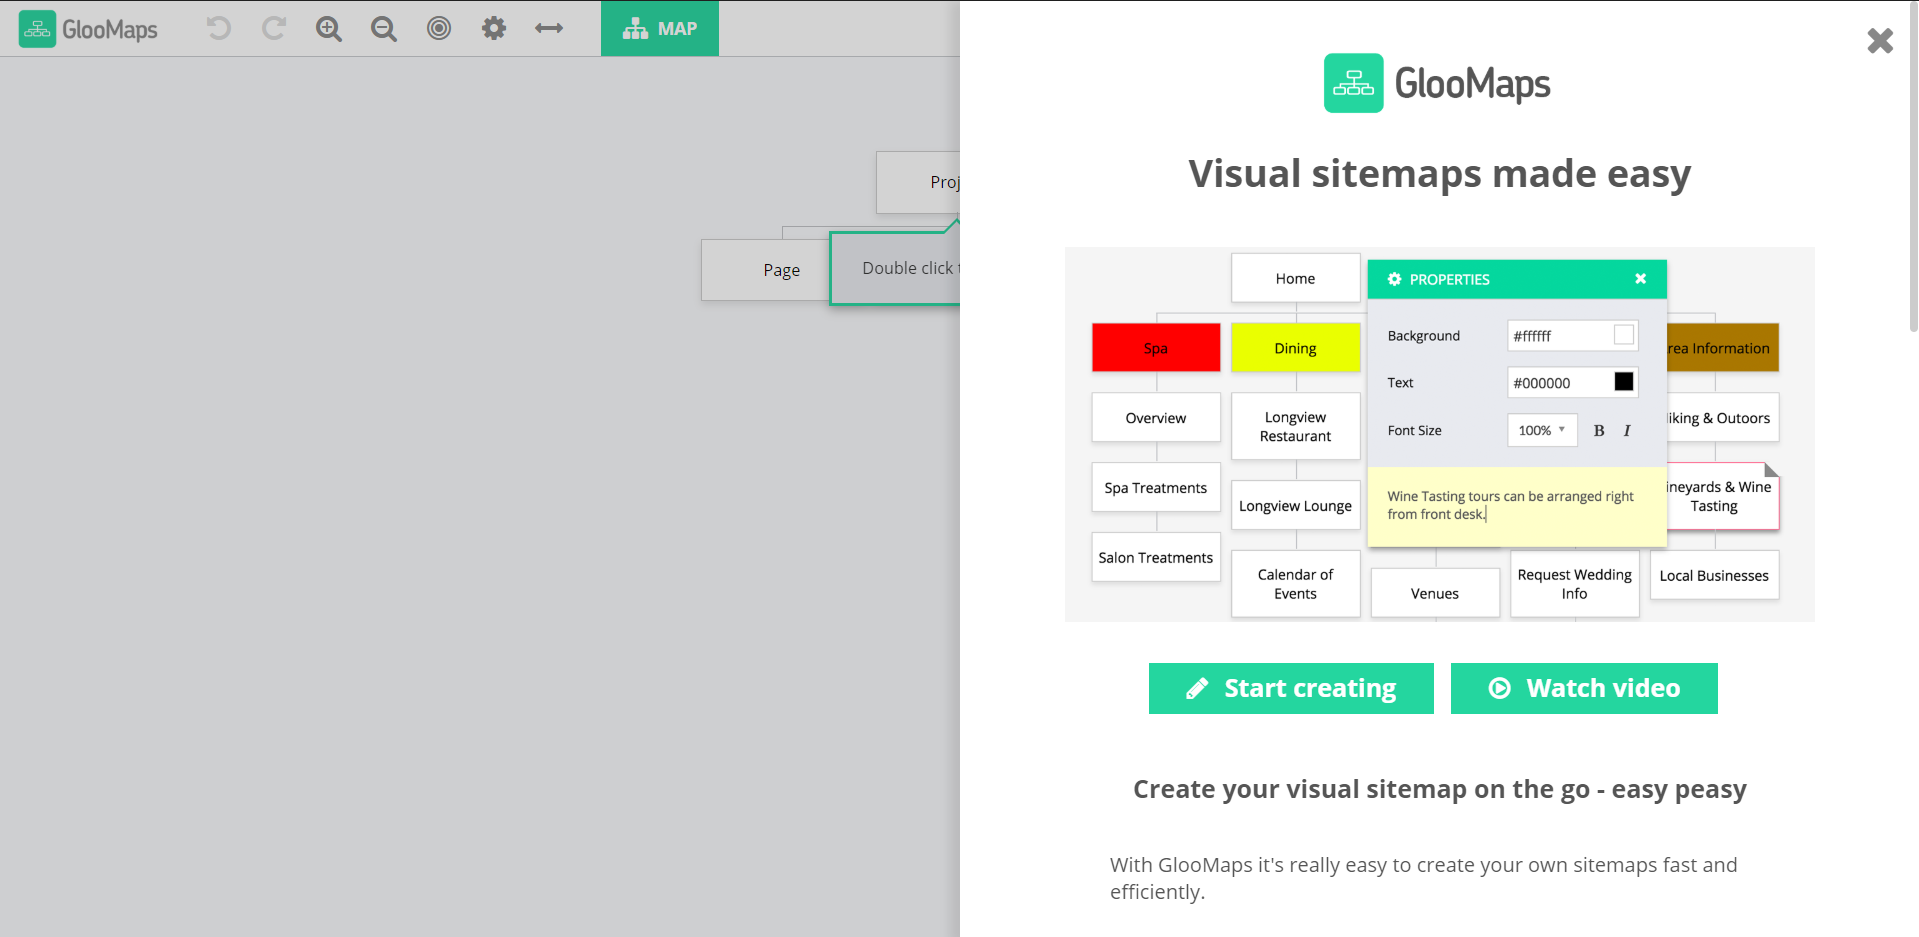 GlooMaps
MAP
Page
Double click
GlooMaps
Visual sitemaps made easy
Home
PROPERTIES
Background
#ffffff
Text
#000000
Font Size
100%
B
I
Wine Tasting tours can be arranged right
from front desk.
Spa
Dining
rea Information
Overview
Longview
Restaurant
iking & Outoors
Spa Treatments
Longview Lounge
ineyards & Wine
Tasting
Salon Treatments
Calendar of
Events
Venues
Request Wedding
Info
Local Businesses
Start creating
Watch video
Create your visual sitemap on the go - easy peasy
With GlooMaps it's really easy to create your own sitemaps fast and
efficiently.